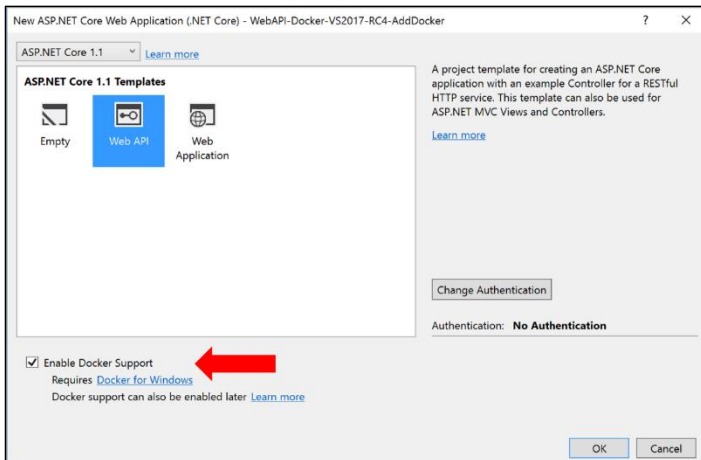 New ASP.NET Core Web Application (.NET Core) - WebAPI-Docker-VS2017-RC4-AddDocker
?
ASP.NET Core 1.1
Learn more
ASP.NET Core 1.1 Templates
Empty
Web API
Web
Application
A project template for creating an ASP.NET Core
application with an example Controller for a RESTful
HTTP service. This template can also be used for
ASP.NET MVC Views and Controllers.
Learn more
Change Authentication
Authentication: No Authentication
Enable Docker Support
Requires Docker for Windows
Docker support can also be enabled later Learn more
OK
Cancel